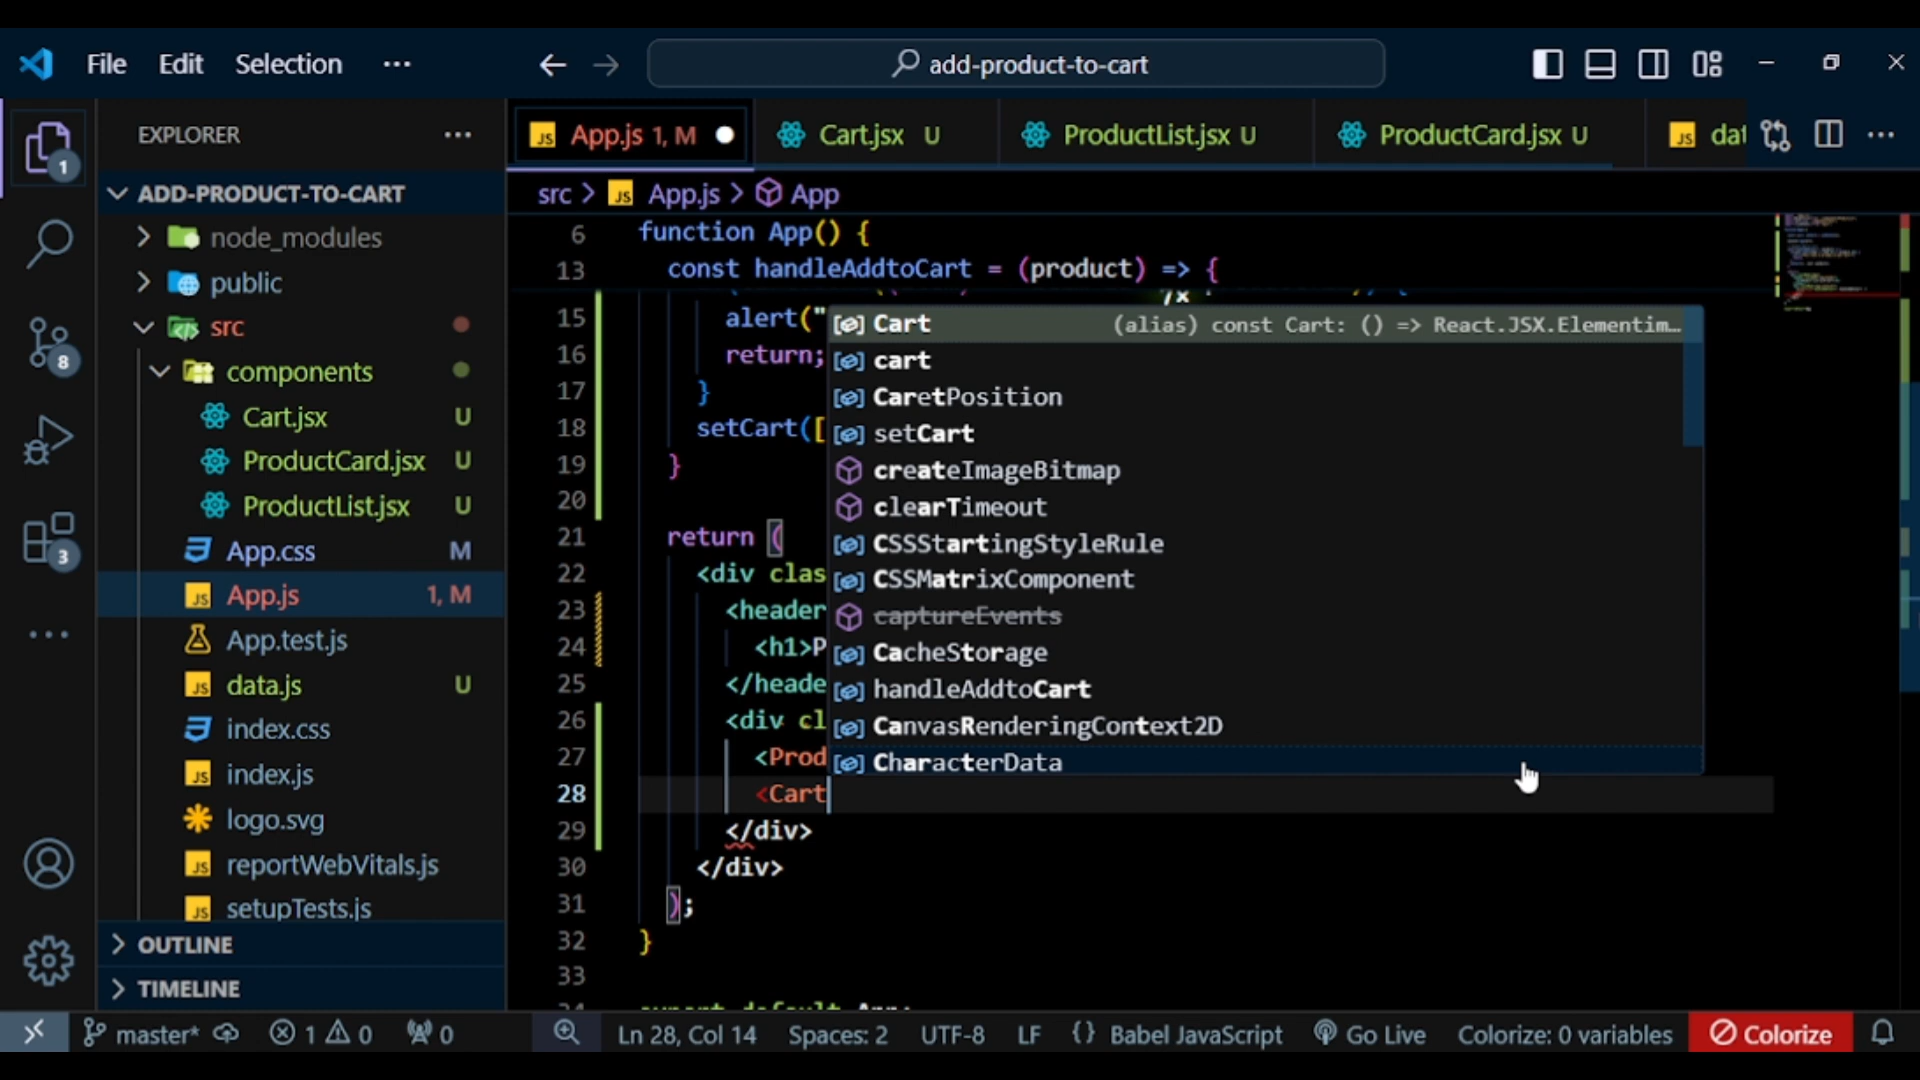 File Edit Selection ···
add-product-to-cart
EXPLORER
App.js 1, M
Cart.jsx U
ProductList.jsx U
ProductCard.jsx U
ADD-PRODUCT-TO-CART
src > App.js > App
node_modules
public
src
components
Cart.jsx U
ProductCard.jsx U
ProductList.jsx U
App.css M
App.js 1, M
App.test.js
data.js U
index.css
index.js
logo.svg
reportWebVitals.js
setupTests.js
OUTLINE
TIMELINE
1
8
3
6 function App() {
13 const handleAddtoCart = (product) => {
15 alert("
16 return;
17 }
18 setCart([
19 }
20
21 return (
22 <div clas
23 <header
24 <h1>P
25 </heade
26 <div cl
27 <Prod
28 <Cart
29 </div>
30 </div>
31 );
32 }
33
Cart (alias) const Cart: () => React.JSX.Elementim…
cart
CaretPosition
setCart
createImageBitmap
clearTimeout
CSSStartingStyleRule
CSSMatrixComponent
captureEvents
CacheStorage
handleAddtoCart
CanvasRenderingContext2D
CharacterData
master* 1 0 0 Ln 28, Col 14 Spaces: 2 UTF-8 LF {} Babel JavaScript Go Live Colorize: 0 variables Colorize